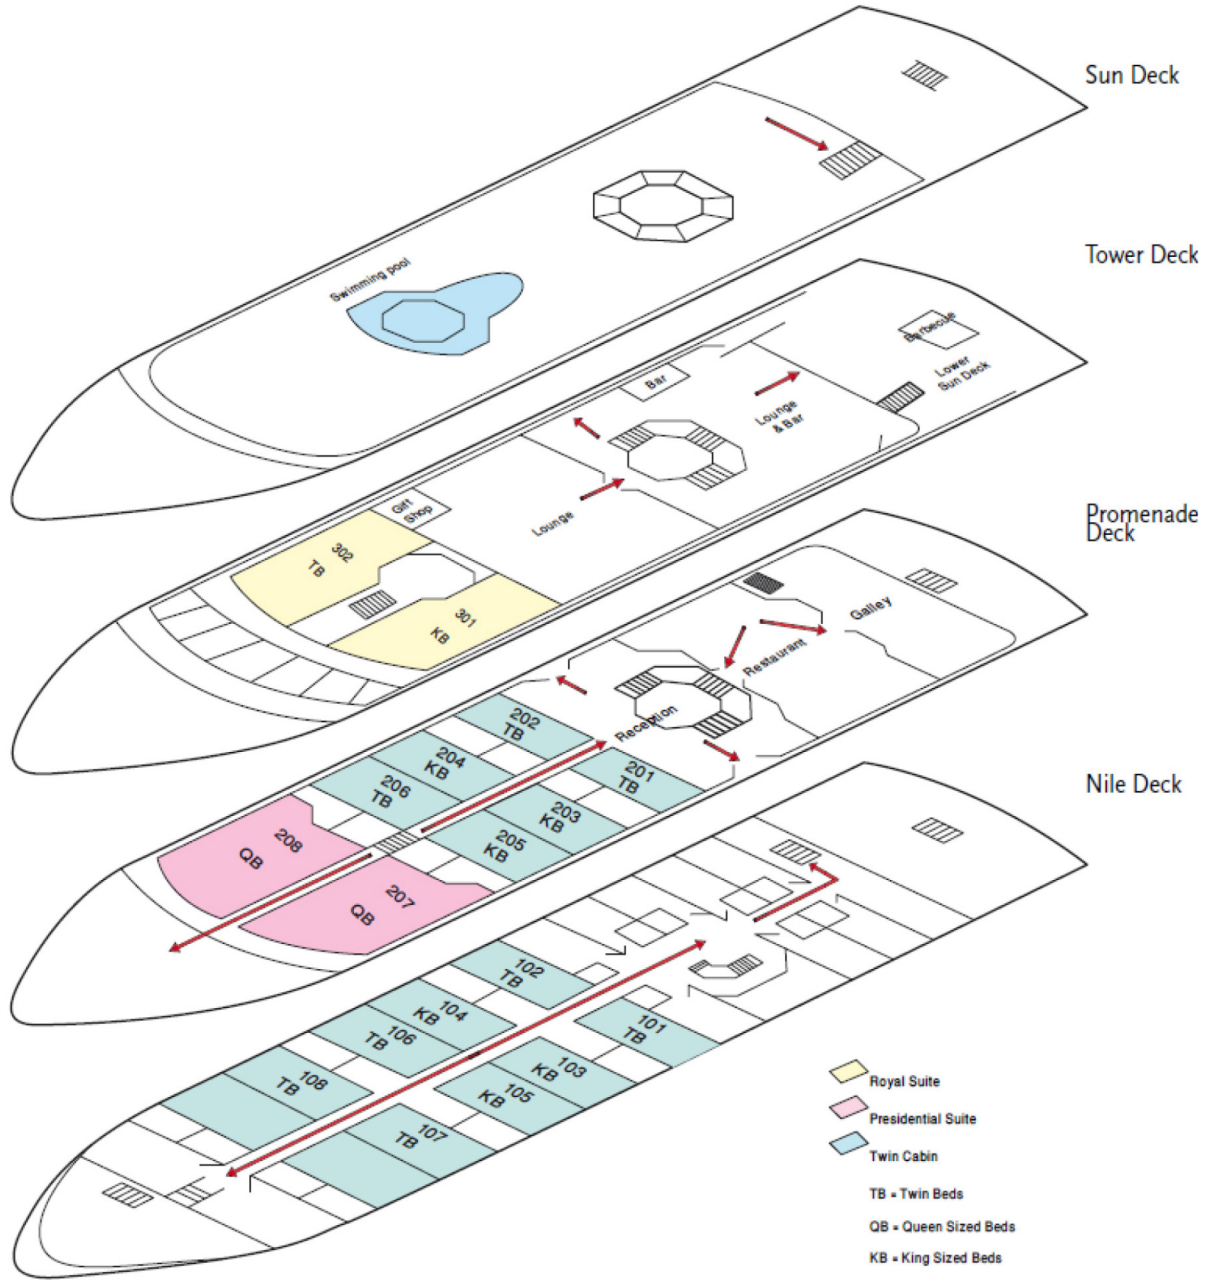 Sun Deck
Swimming pool
Tower Deck
Barbecue
Lower
Sun Deck
Bar
Lounge
& Bar
Lounge
Gift
Shop
302
TB
301
KB
Promenade
Deck
Galley
Restaurant
Reception
202
TB
204
KB
206
TB
208
QB
201
TB
203
KB
205
KB
207
QB
Nile Deck
102
TB
104
KB
106
TB
108
TB
101
TB
103
KB
105
KB
107
TB
Royal Suite
Presidential Suite
Twin Cabin
TB = Twin Beds
QB = Queen Sized Beds
KB = King Sized Beds